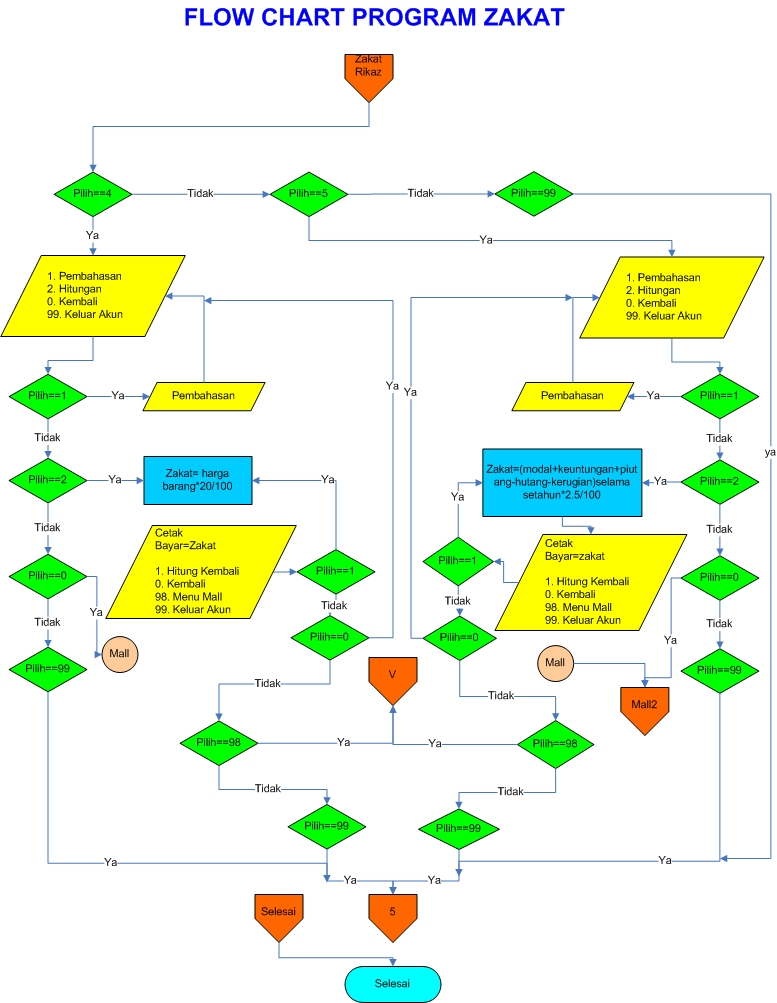 FLOW CHART PROGRAM ZAKAT
Zakat
Rikaz
Pilih==4
Tidak
Pilih==5
Tidak
Pilih==99
Ya
Ya
1. Pembahasan
2. Hitungan
0. Kembali
99. Keluar Akun
1. Pembahasan
2. Hitungan
0. Kembali
99. Keluar Akun
Pilih==1
Ya
Pembahasan
Ya
Ya
Pembahasan
Ya
Pilih==1
Tidak
Tidak
ya
Pilih==2
Ya
Zakat= harga
barang*20/100
Ya
Ya
Zakat=(modal+keuntungan+piut
ang-hutang-kerugian)selama
setahun*2.5/100
Ya
Pilih==2
Tidak
Tidak
Cetak
Bayar=Zakat
1. Hitung Kembali
0. Kembali
98. Menu Mall
99. Keluar Akun
Pilih==1
Pilih==1
Cetak
Bayar=zakat
1. Hitung Kembali
0. Kembali
98. Menu Mall
99. Keluar Akun
Pilih==0
Ya
Pilih==0
Tidak
Tidak
Tidak
Tidak
Pilih==0
Pilih==0
Ya
Mall
Pilih==99
Mall
Pilih==99
V
Mall2
Tidak
Tidak
Pilih==98
Ya
Ya
Pilih==98
Tidak
Tidak
Pilih==99
Pilih==99
Ya
Ya
Ya
Ya
Selesai
5
Selesai